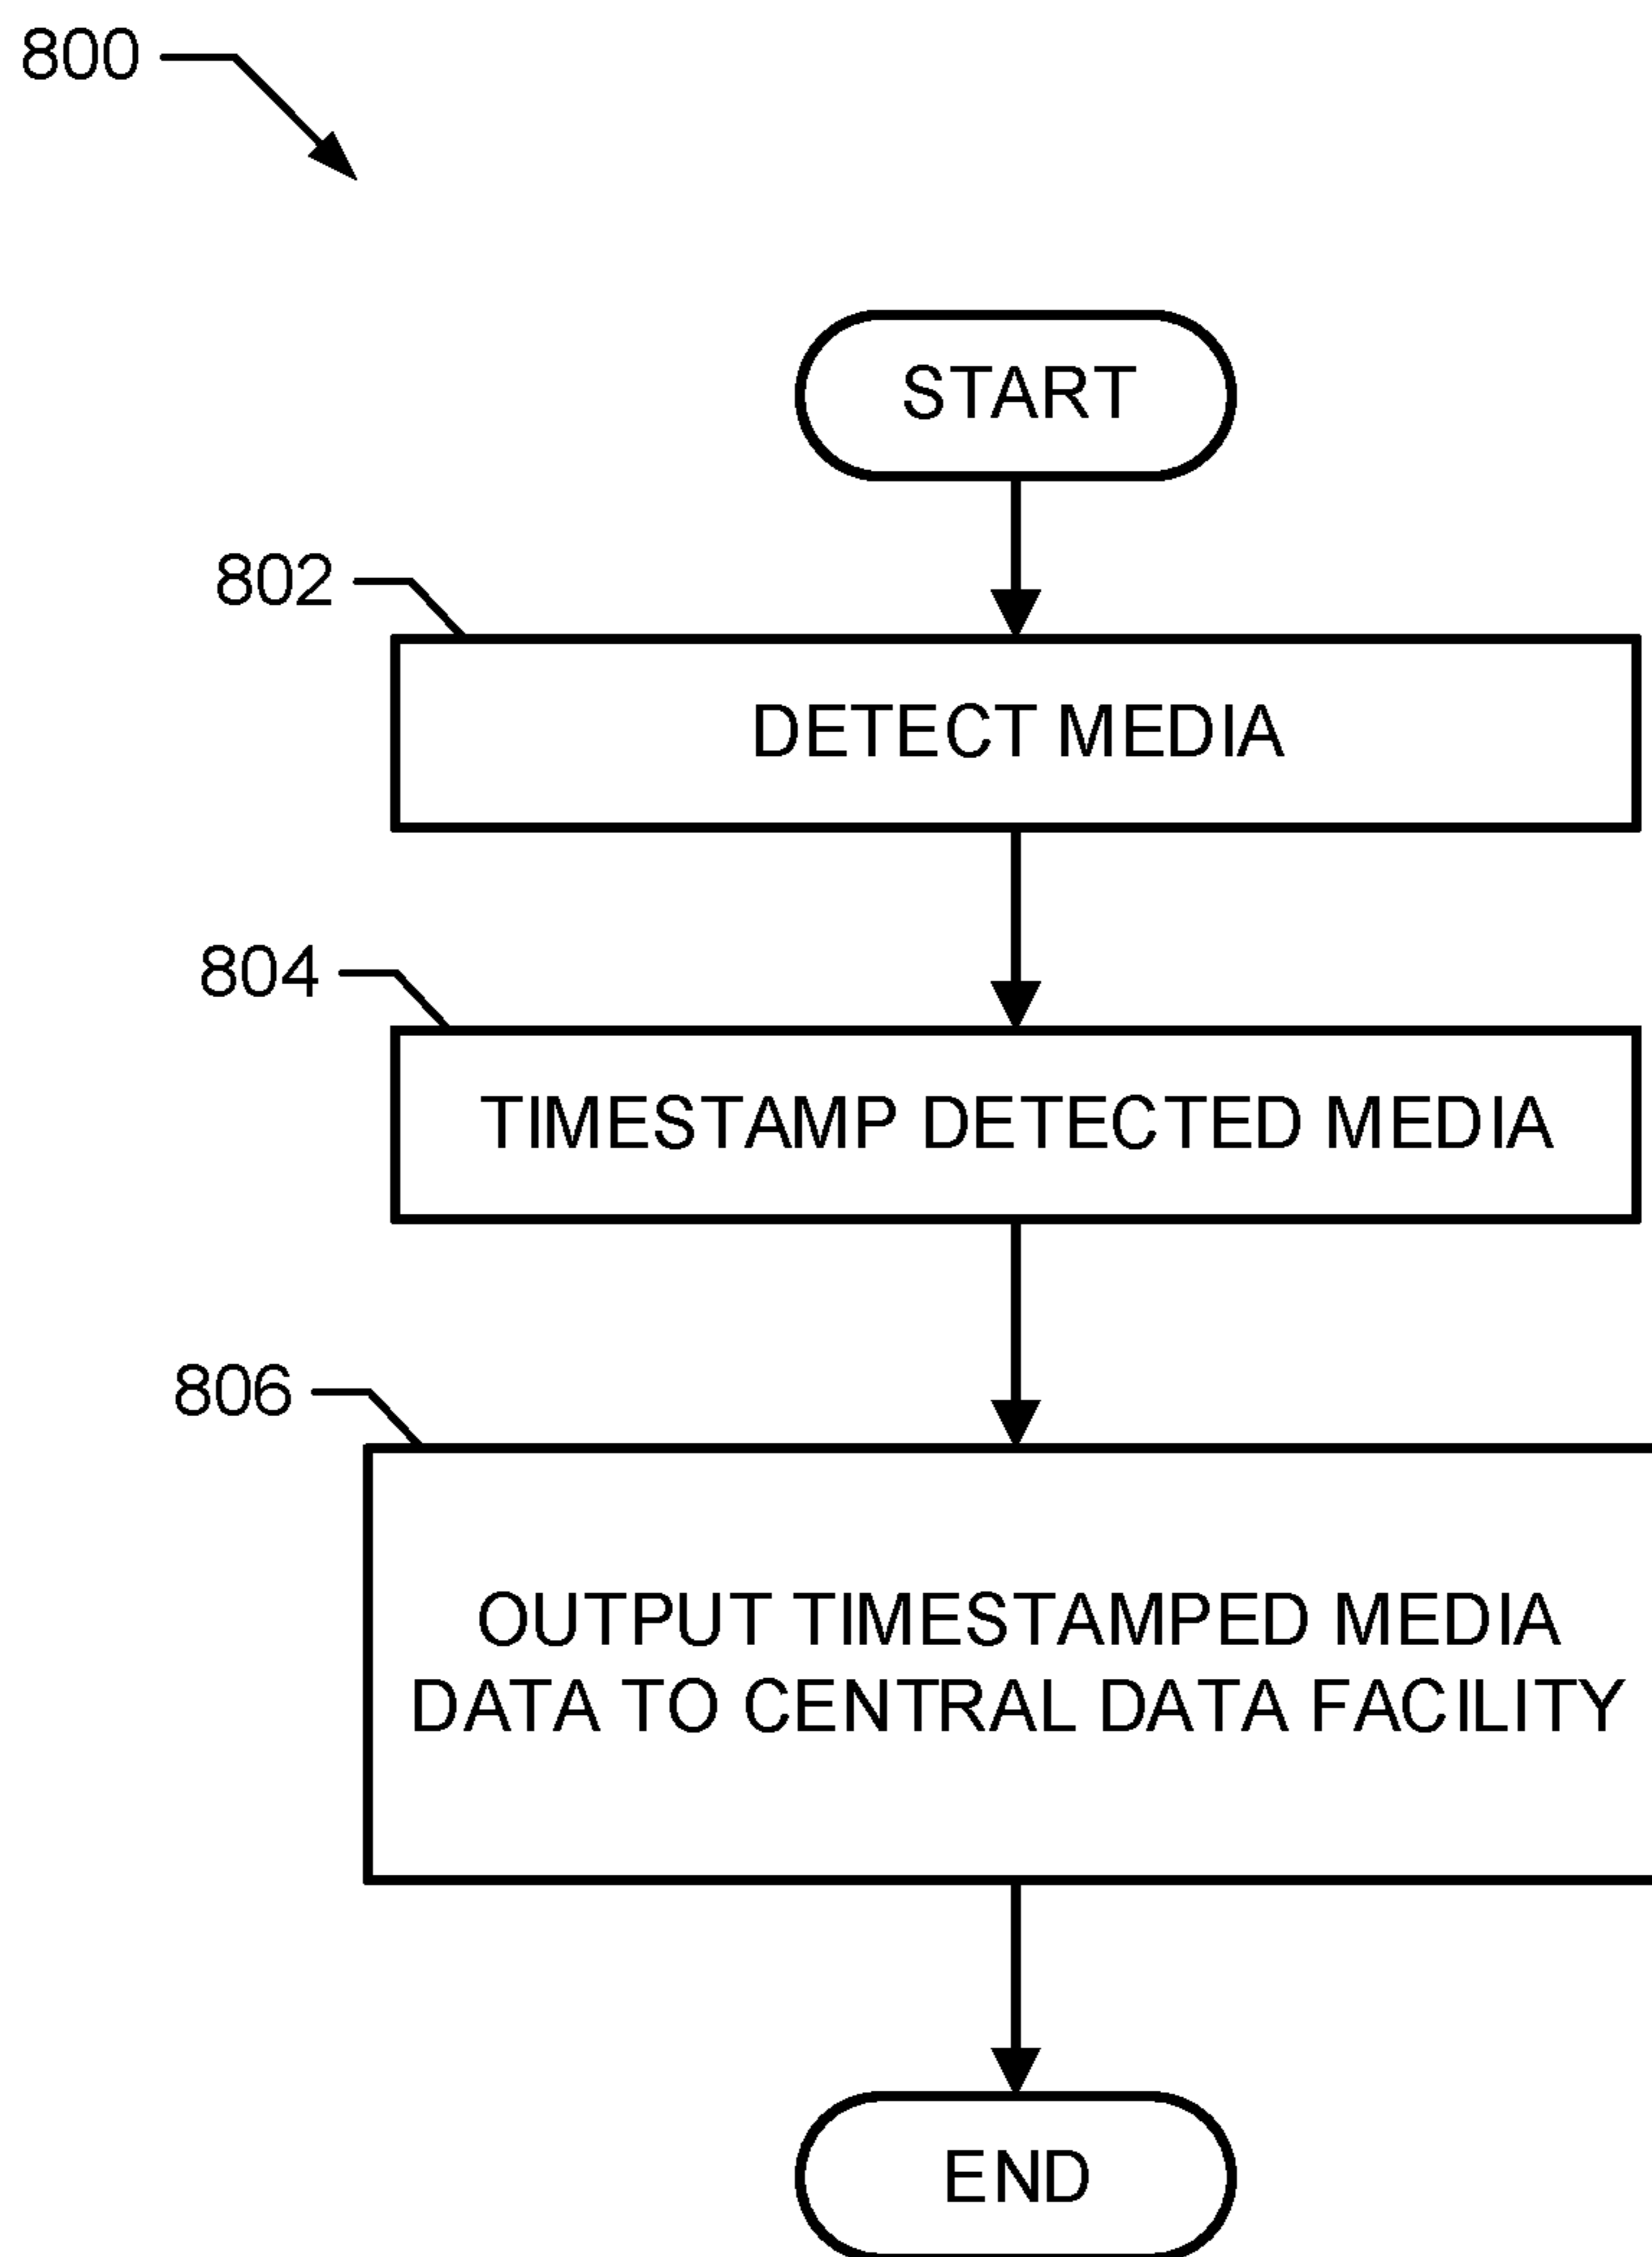 800
START
802
DETECT MEDIA
804
TIMESTAMP DETECTED MEDIA
806
OUTPUT TIMESTAMPED MEDIA
DATA TO CENTRAL DATA FACILITY
END